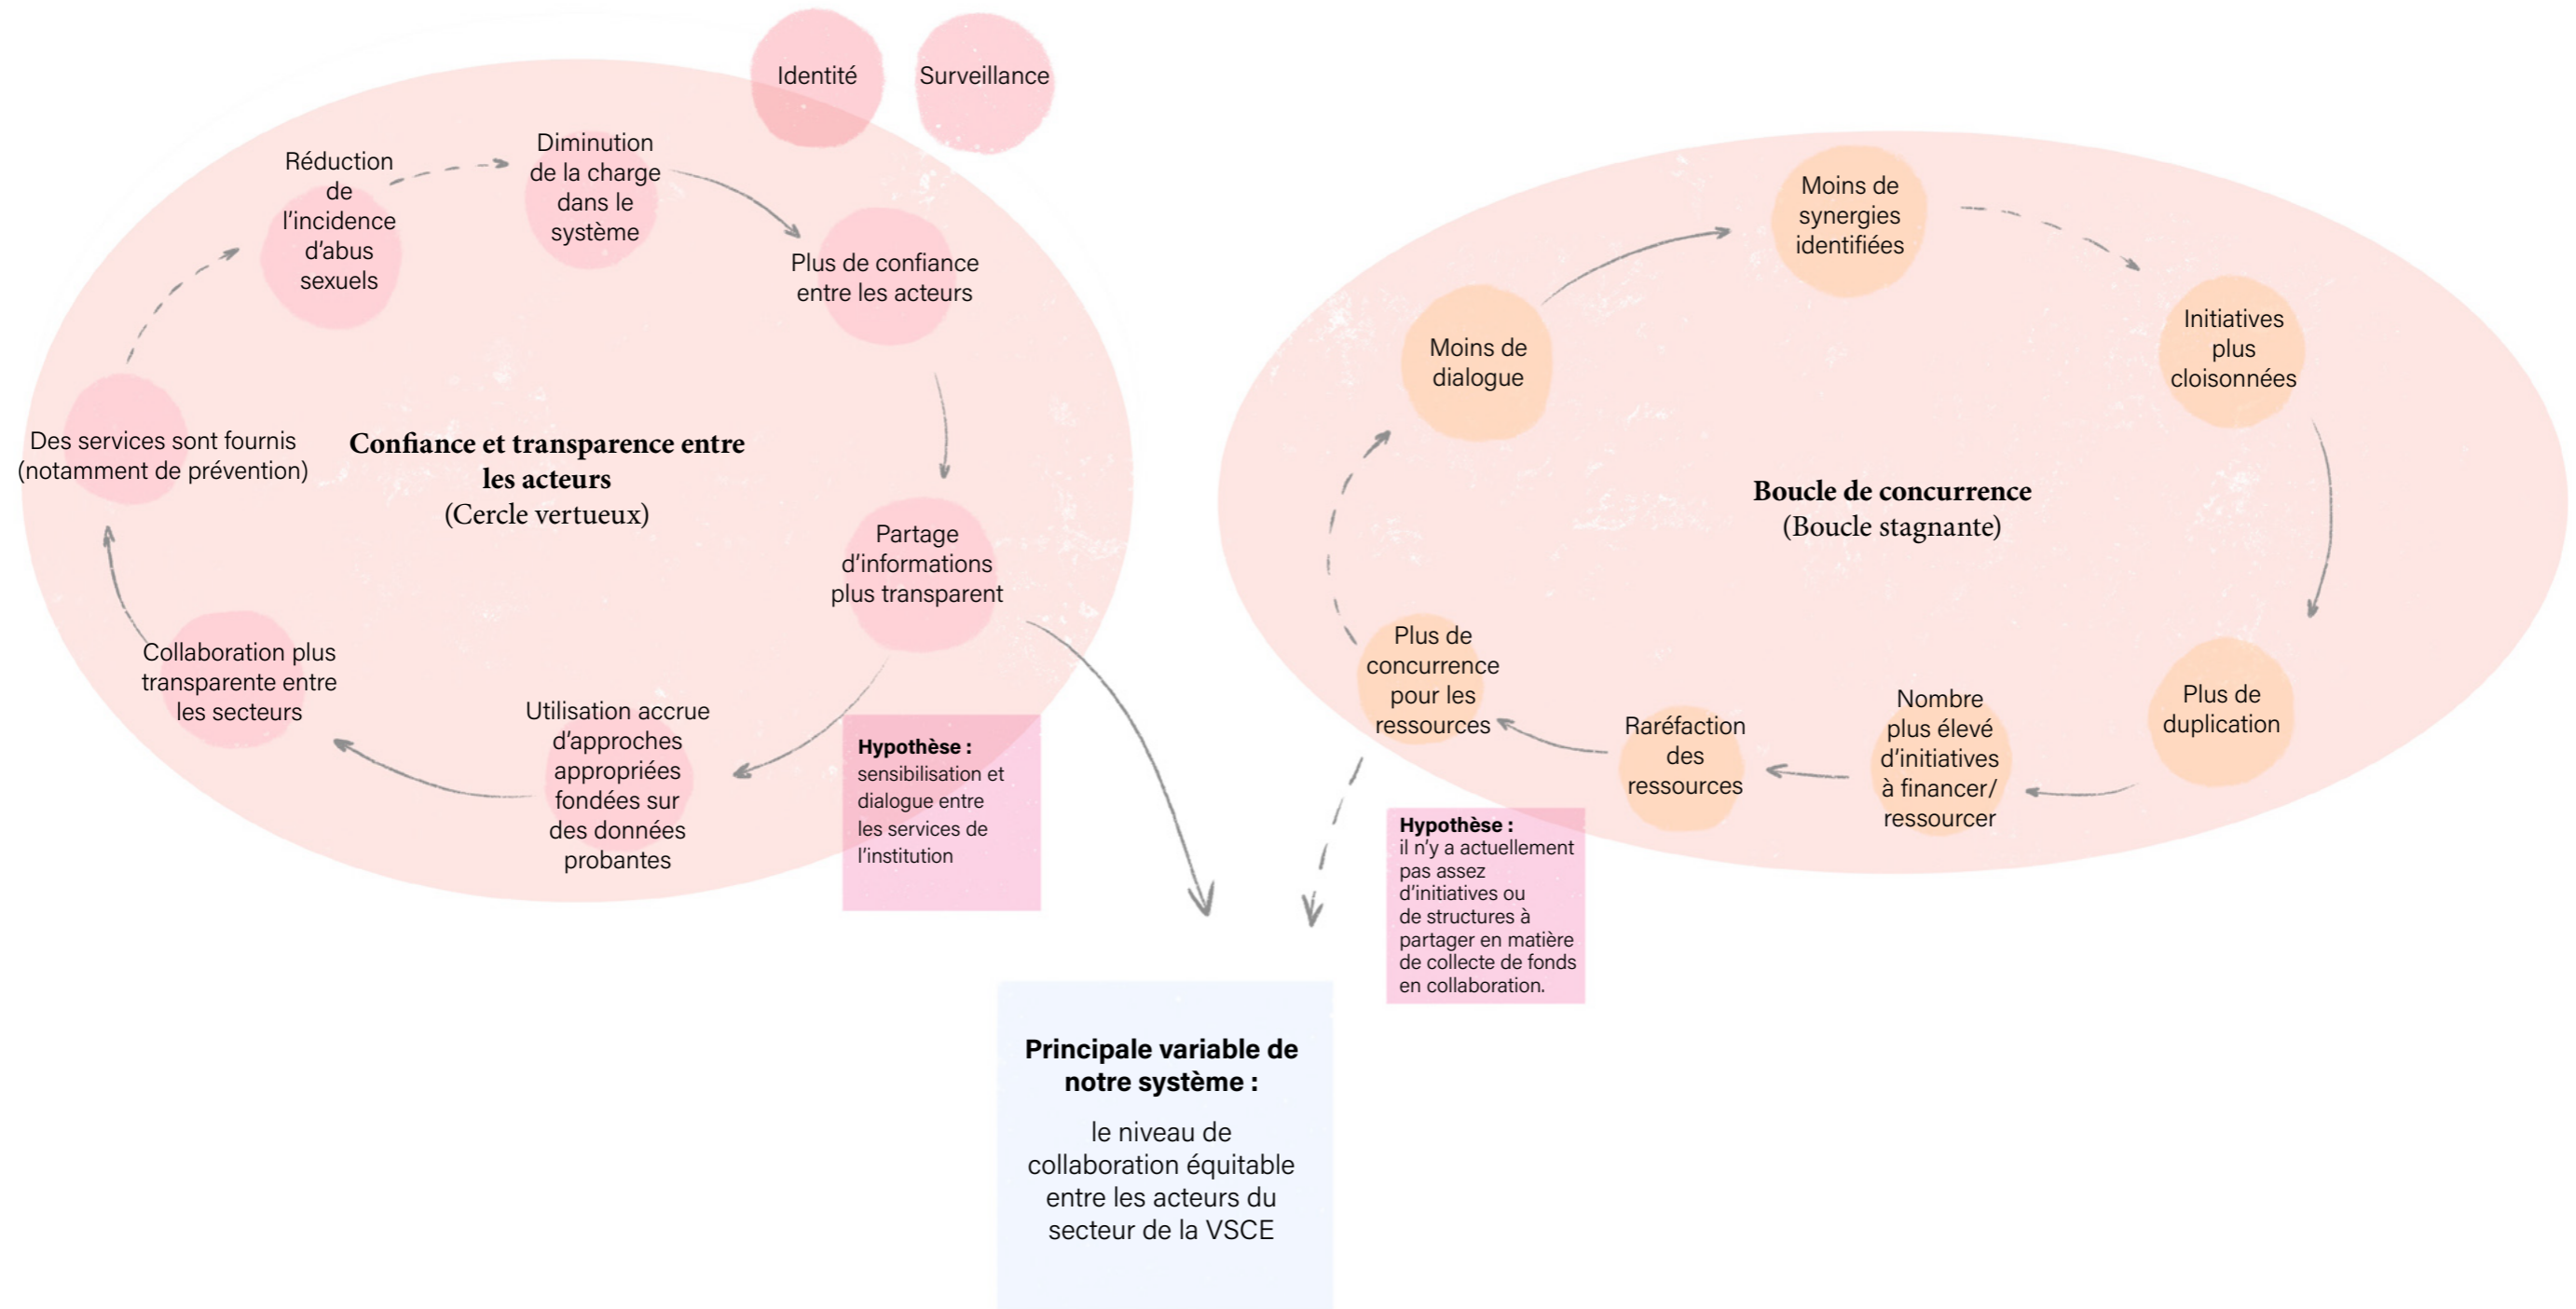 Identité
Surveillance
Réduction
de
l'incidence
d'abus
sexuels
Diminution
de la charge
dans le
système
Plus de confiance
entre les acteurs
Partage
d'informations
plus transparent
Utilisation accrue
d'approches
appropriées
fondées sur
des données
probantes
Collaboration plus
transparente entre
les secteurs
Des services sont fournis
(notamment de prévention)
Confiance et transparence entre
les acteurs
(Cercle vertueux)
Hypothèse :
sensibilisation et
dialogue entre
les services de
l'institution
Moins de
synergies
identifiées
Initiatives
plus
cloisonnées
Plus de
duplication
Nombre
plus élevé
d'initiatives
à financer/
ressourcer
Raréfaction
des
ressources
Plus de
concurrence
pour les
ressources
Moins de
dialogue
Boucle de concurrence
(Boucle stagnante)
Hypothèse :
il n'y a actuellement
pas assez
d'initiatives ou
de structures à
partager en matière
de collecte de fonds
en collaboration.
Principale variable de
notre système :
le niveau de
collaboration équitable
entre les acteurs du
secteur de la VSCE